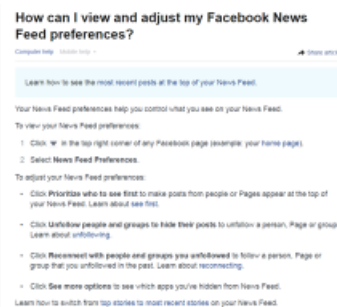 How can I view and adjust my Facebook News
Feed preferences?
Computer help Mobile help
Share article
Learn how to see the most recent posts at the top of your News Feed.
Your News Feed preferences help you control what you see on your News Feed.
To view your News Feed preferences:
1 Click in the top right corner of any Facebook page (example: your home page).
2 Select News Feed Preferences.
To adjust your News Feed preferences:
• Click Prioritize who to see first to make posts from people or Pages appear at the top of
your News Feed. Learn about see first.
• Click Unfollow people and groups to hide their posts to unfollow a person, Page or group.
Learn about unfollowing.
• Click Reconnect with people and groups you unfollowed to follow a person, Page or
group that you unfollowed in the past. Learn about reconnecting.
• Click See more options to see which apps you've hidden from News Feed.
Learn how to switch from top stories to most recent stories on your News Feed.